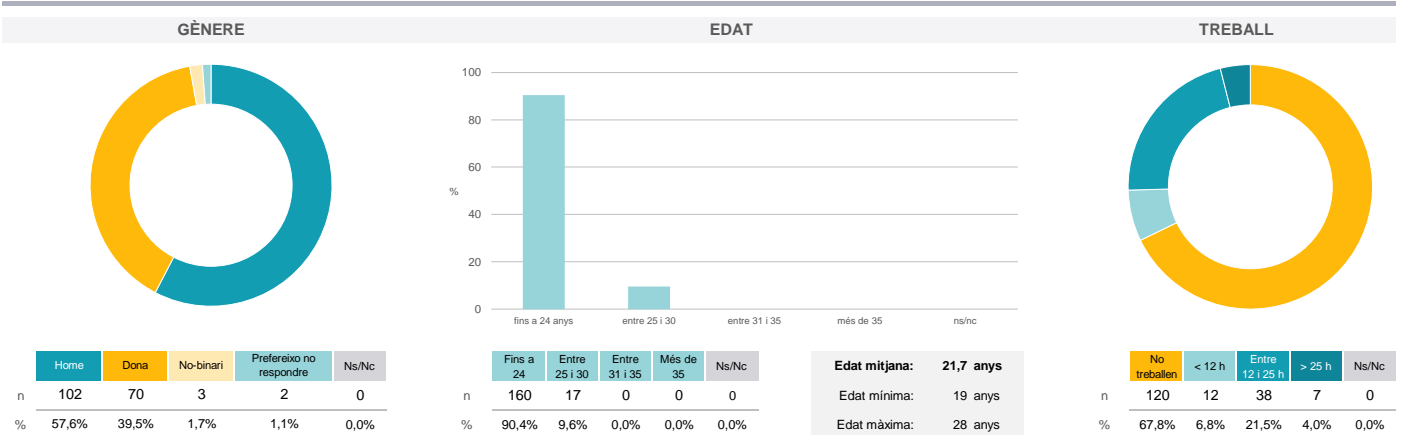 GÈNERE EDAT TREBALL
100
80
60
%
40
20
0
fins a 24 anys entre 25 i 30 entre 31 i 35 més de 35 ns/nc
Home Dona No-binari Prefereixo no respondre Ns/Nc
n 102 70 3 2 0
% 57,6% 39,5% 1,7% 1,1% 0,0%
Fins a 24 Entre 25 i 30 Entre 31 i 35 Més de 35 Ns/Nc
n 160 17 0 0 0
% 90,4% 9,6% 0,0% 0,0% 0,0%
Edat mitjana: 21,7 anys
Edat mínima: 19 anys
Edat màxima: 28 anys
No treballen < 12 h Entre 12 i 25 h > 25 h Ns/Nc
n 120 12 38 7 0
% 67,8% 6,8% 21,5% 4,0% 0,0%